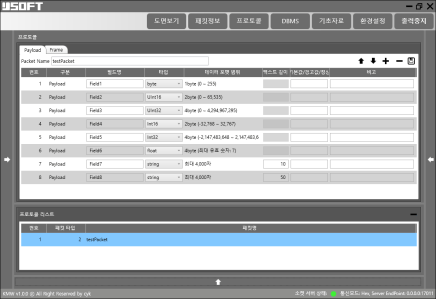 YJSOFT
도면보기 패킷정보 프로토콜 DBMS 기초자료 환경설정 출력중지
프로토콜
Payload Frame
Packet Name testPacket
번호 구분 필드명 타입 데이터 포맷 범위 텍스트 길이 기본값/경고값/정상 비고
1 Payload Field1 byte 1byte (0 ~ 255)
2 Payload Field2 UInt16 2byte (0 ~ 65,535)
3 Payload Field3 UInt32 4byte (0 ~ 4,294,967,295)
4 Payload Field4 Int16 2byte (-32,768 ~ 32,767)
5 Payload Field5 Int32 4byte (-2,147,483,648 ~ 2,147,483,6
6 Payload Field6 float 4byte (최대 유효 숫자: 7)
7 Payload Field7 string 최대 4,000자 10
8 Payload Field8 string 최대 4,000자 50
프로토콜 리스트
번호 패킷 타입 패킷명
1 2 testPacket
KVMX v1.0.0 ⓒ All Right Reserved by cyk 소켓 서버 상태: 통신모드: Hex, Server EndPoint: 0.0.0.0:17011